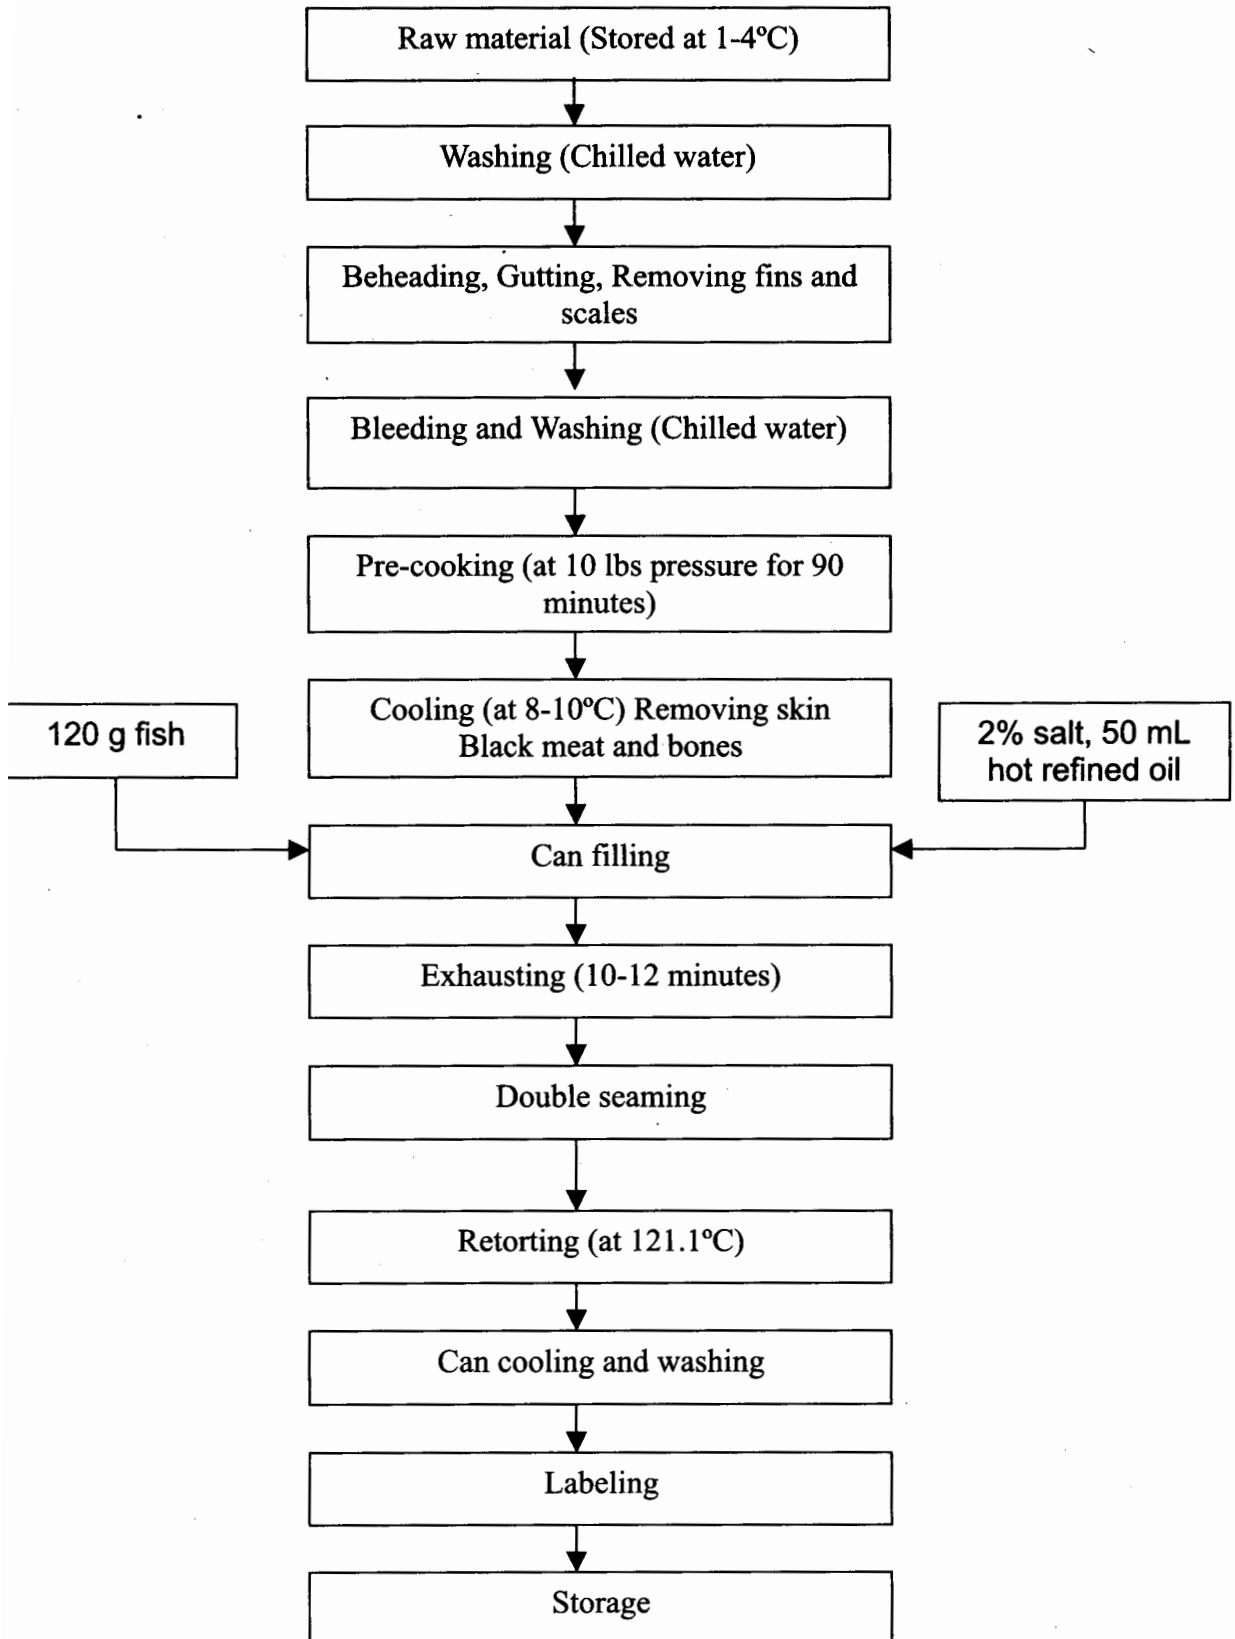 Raw material (Stored at 1-4ºC)
Washing (Chilled water)
Beheading, Gutting, Removing fins and
scales
Bleeding and Washing (Chilled water)
Pre-cooking (at 10 lbs pressure for 90
minutes)
Cooling (at 8-10ºC) Removing skin
Black meat and bones
120 g fish
2% salt, 50 mL
hot refined oil
Can filling
Exhausting (10-12 minutes)
Double seaming
Retorting (at 121.1ºC)
Can cooling and washing
Labeling
Storage